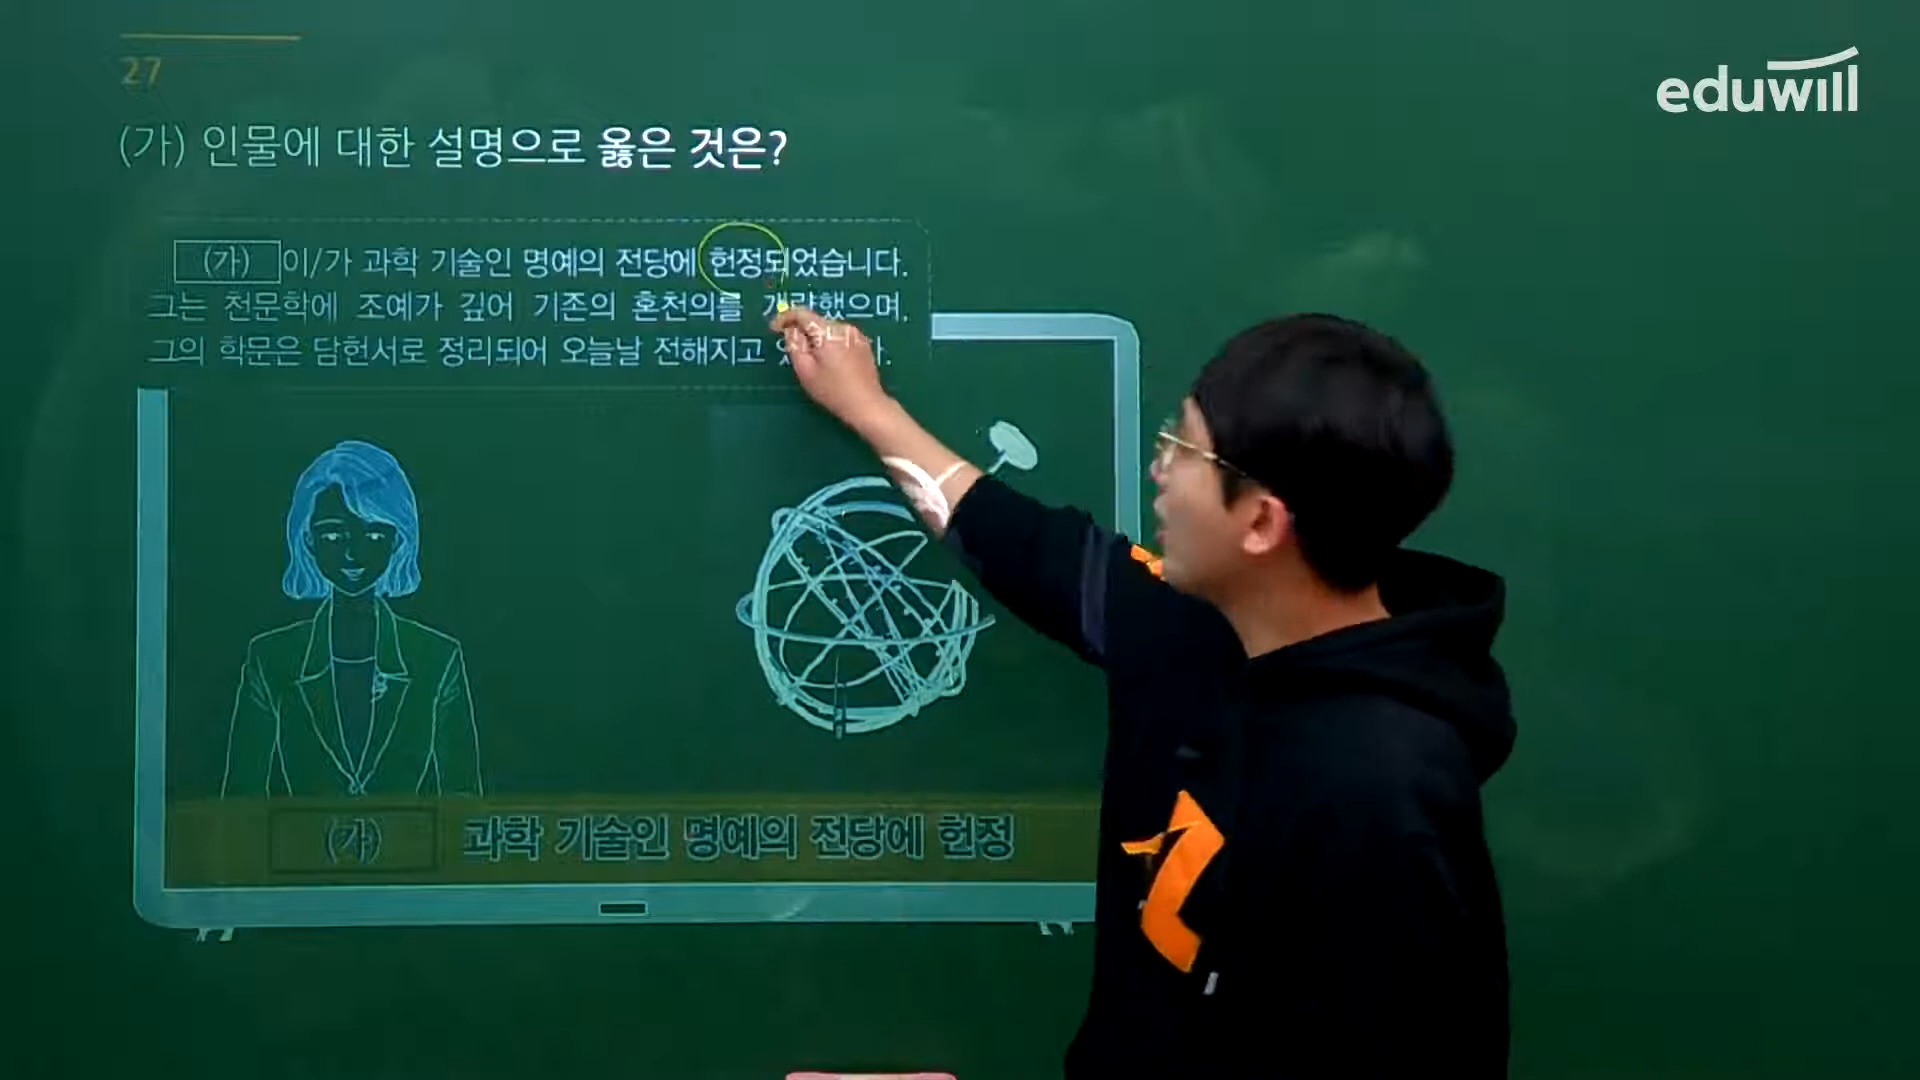 27
eduwill
(가) 인물에 대한 설명으로 옳은 것은?
(가) 이/가 과학 기술인 명예의 전당에 헌정되었습니다.
그는 천문학에 조예가 깊어 기존의 혼천의를 개량했으며,
그의 학문은 담헌서로 정리되어 오늘날 전해지고 있습니다.
(가) 과학 기술인 명예의 전당에 헌정